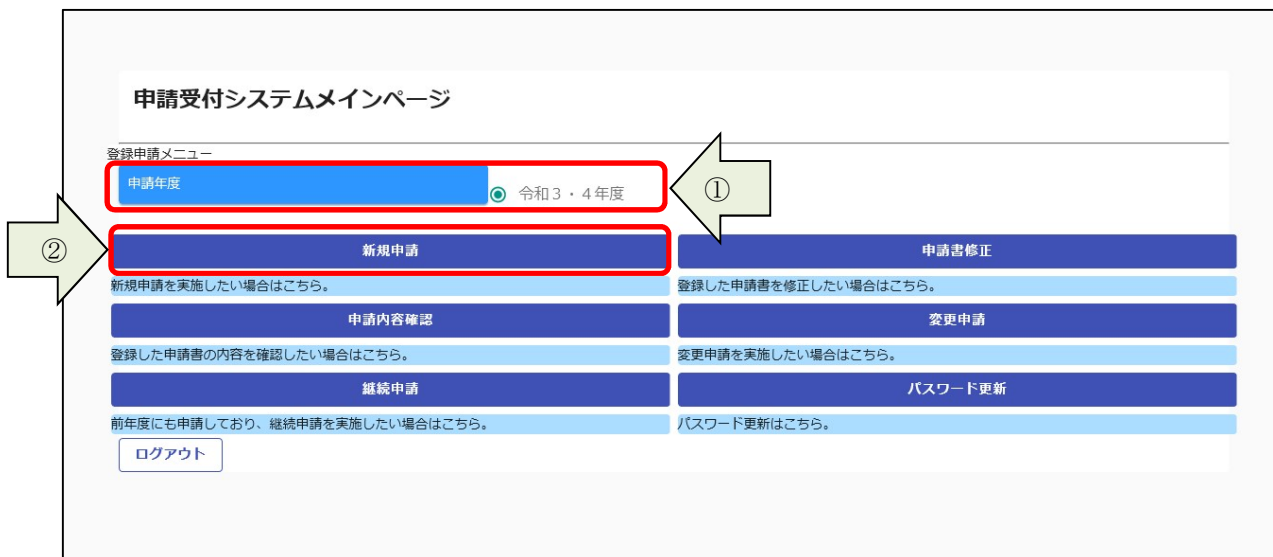 申請受付システムメインページ
登録申請メニュー
申請年度
令和3・4年度
①
②
新規申請
申請書修正
新規申請を実施したい場合はこちら。
登録した申請書を修正したい場合はこちら。
申請内容確認
変更申請
登録した申請書の内容を確認したい場合はこちら。
変更申請を実施したい場合はこちら。
継続申請
パスワード更新
前年度にも申請しており、継続申請を実施したい場合はこちら。
パスワード更新はこちら。
ログアウト